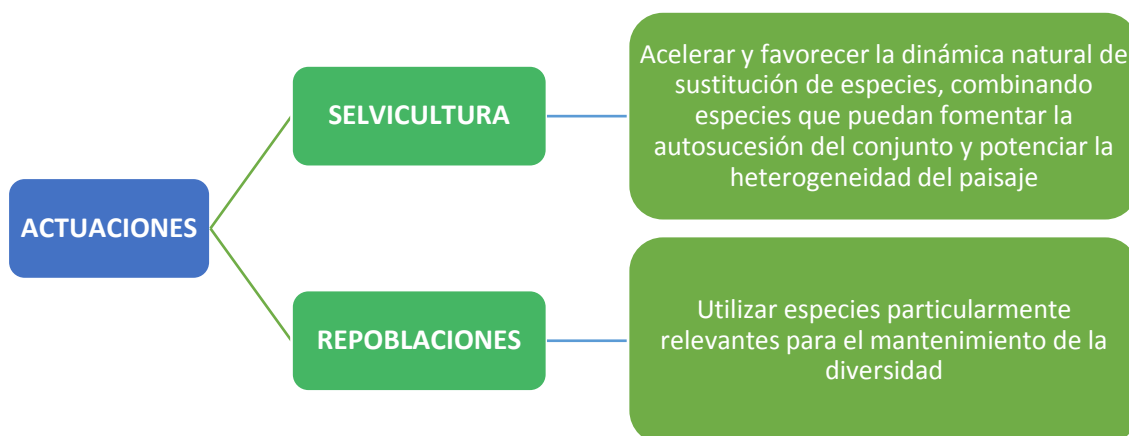 ACTUACIONES
SELVICULTURA
Acelerar y favorecer la dinámica natural de
sustitución de especies, combinando
especies que puedan fomentar la
autosucesión del conjunto y potenciar la
heterogeneidad del paisaje
REPOBLACIONES
Utilizar especies particularmente
relevantes para el mantenimiento de la
diversidad